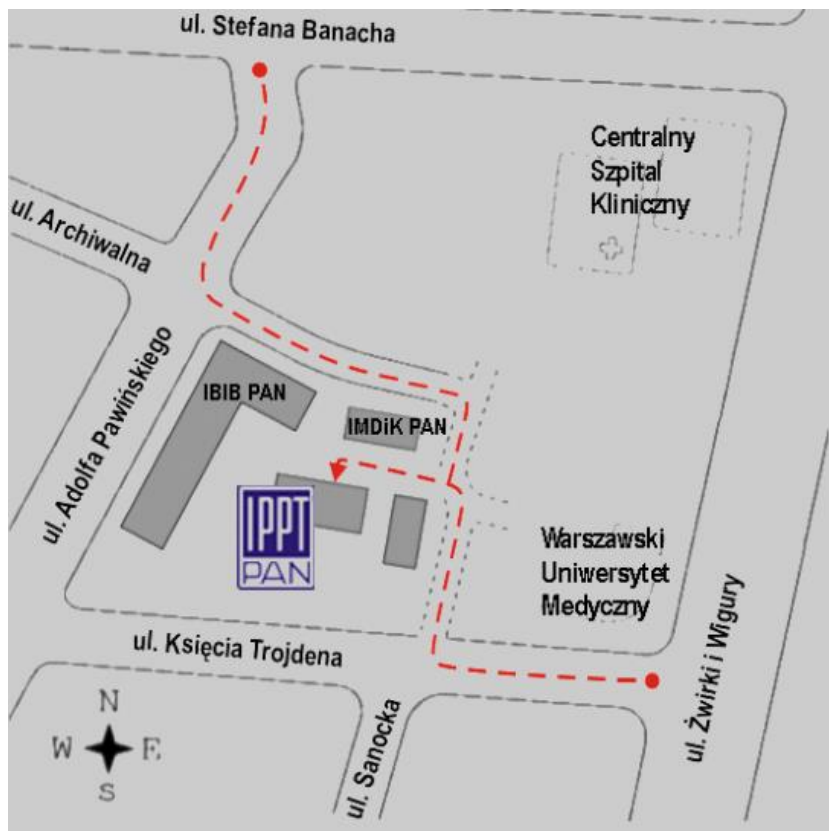 ul. Stefana Banacha
Centralny
Szpital
Kliniczny
ul. Archiwalna
ul. Adolfa Pawińskiego
IBIB PAN
IMDiK PAN
IPPT
PAN
Warszawski
Uniwersytet
Medyczny
ul. Żwirki i Wigury
ul. Księcia Trojdena
ul. Sanocka
N
W E
S